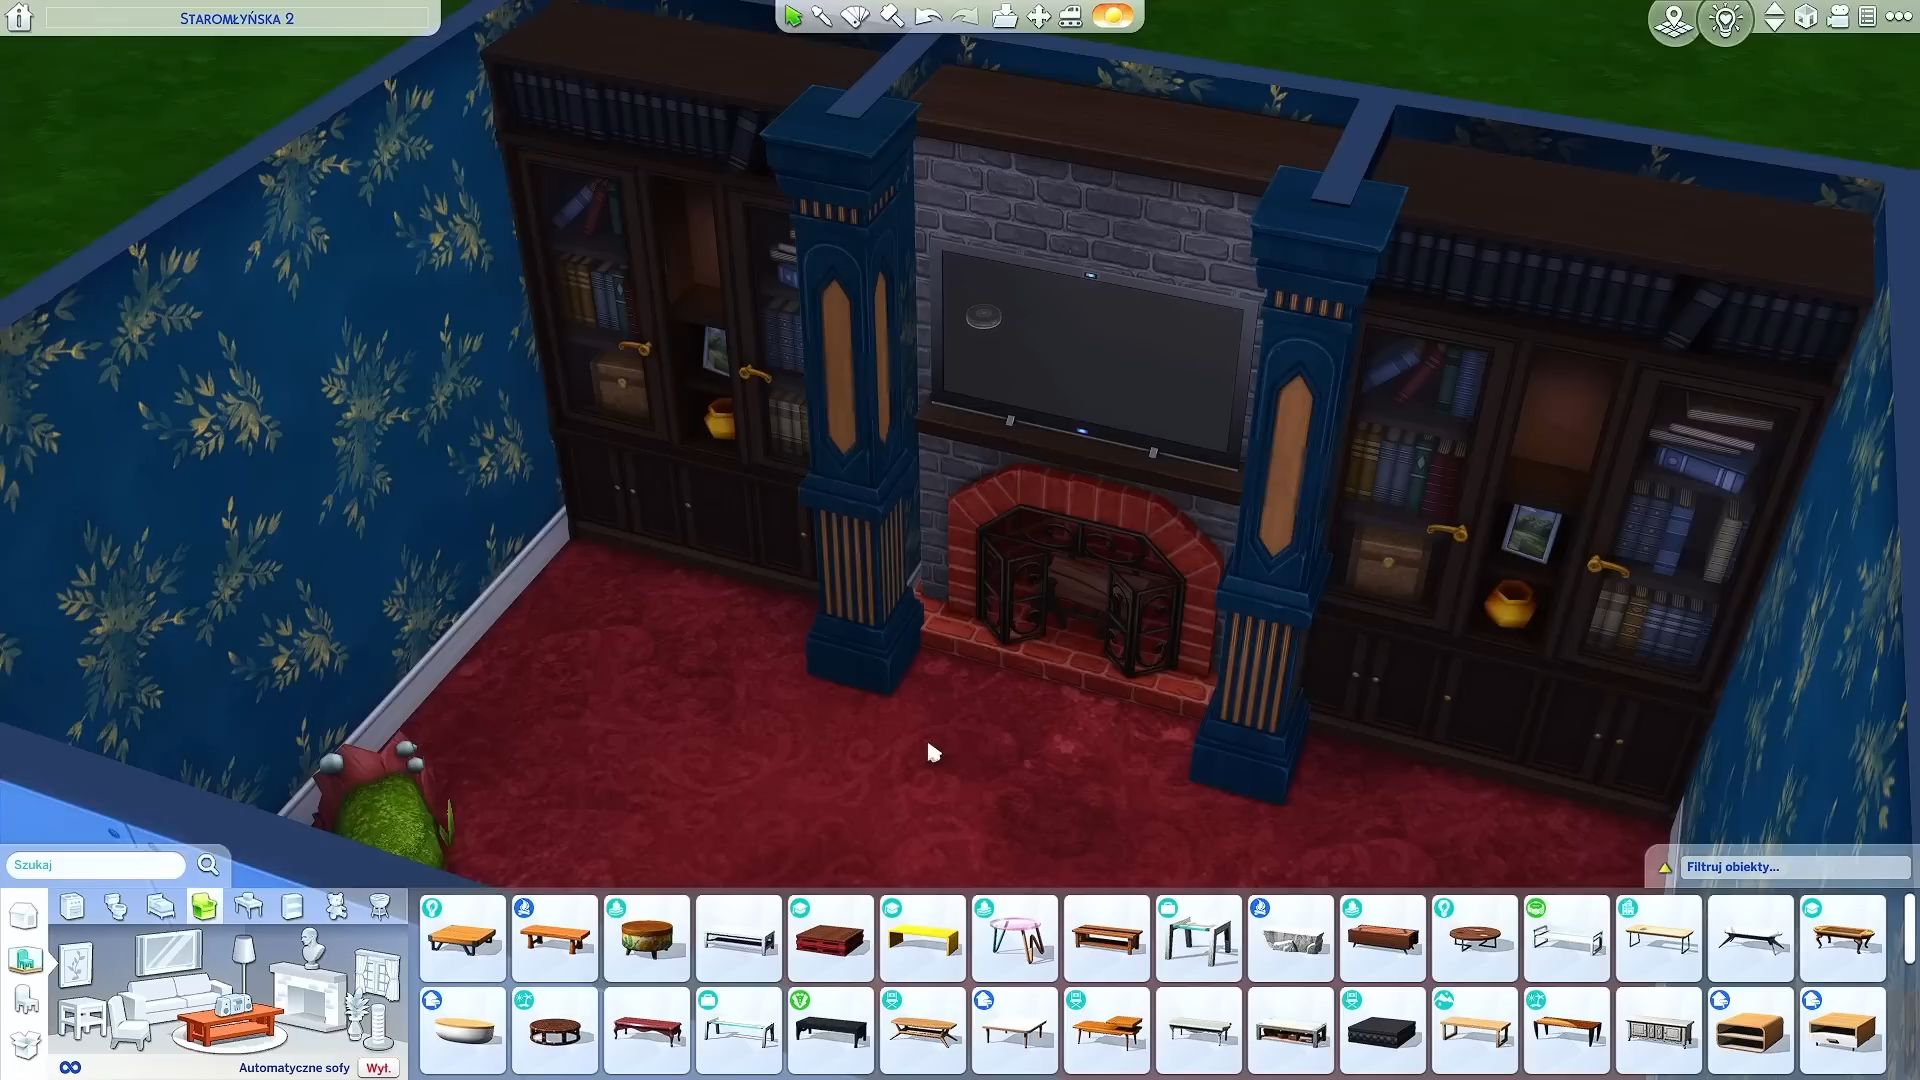 Staromłyńska 2
Szukaj
Filtruj obiekty...
Automatyczne sofy
Wył.